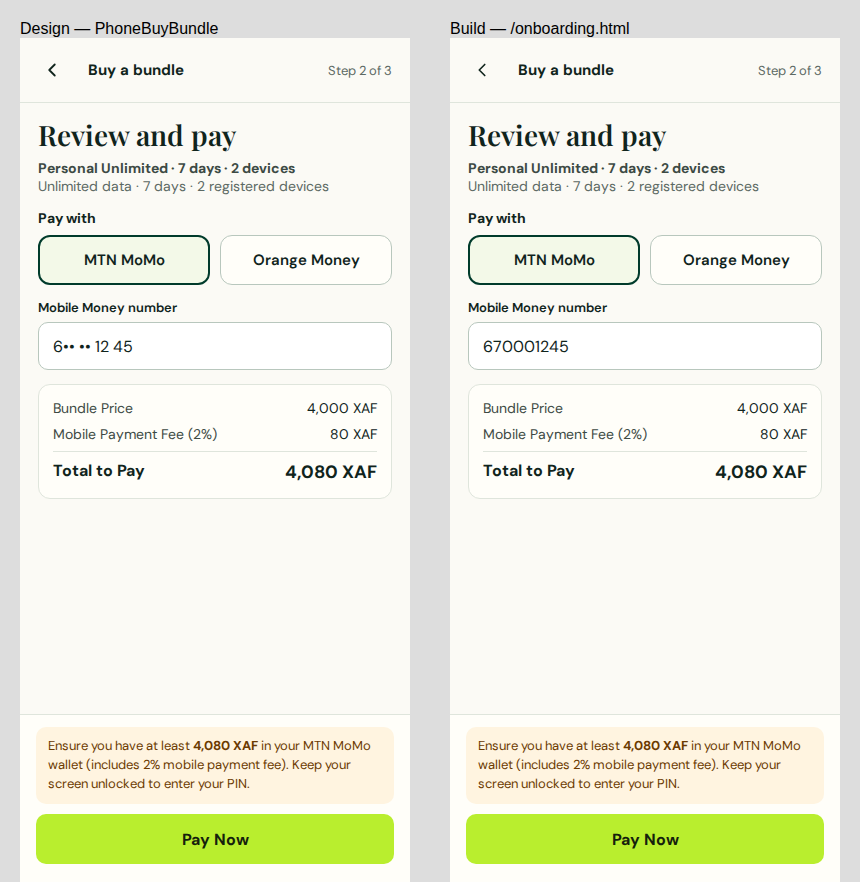 Design — PhoneBuyBundle
Buy a bundle
Step 2 of 3
Review and pay
Personal Unlimited · 7 days · 2 devices
Unlimited data · 7 days · 2 registered devices
Pay with
MTN MoMo
Orange Money
Mobile Money number
6•• •• 12 45
Bundle Price 4,000 XAF
Mobile Payment Fee (2%) 80 XAF
Total to Pay 4,080 XAF
Ensure you have at least 4,080 XAF in your MTN MoMo
wallet (includes 2% mobile payment fee). Keep your
screen unlocked to enter your PIN.
Pay Now
Build — /onboarding.html
Buy a bundle
Step 2 of 3
Review and pay
Personal Unlimited · 7 days · 2 devices
Unlimited data · 7 days · 2 registered devices
Pay with
MTN MoMo
Orange Money
Mobile Money number
670001245
Bundle Price 4,000 XAF
Mobile Payment Fee (2%) 80 XAF
Total to Pay 4,080 XAF
Ensure you have at least 4,080 XAF in your MTN MoMo
wallet (includes 2% mobile payment fee). Keep your
screen unlocked to enter your PIN.
Pay Now